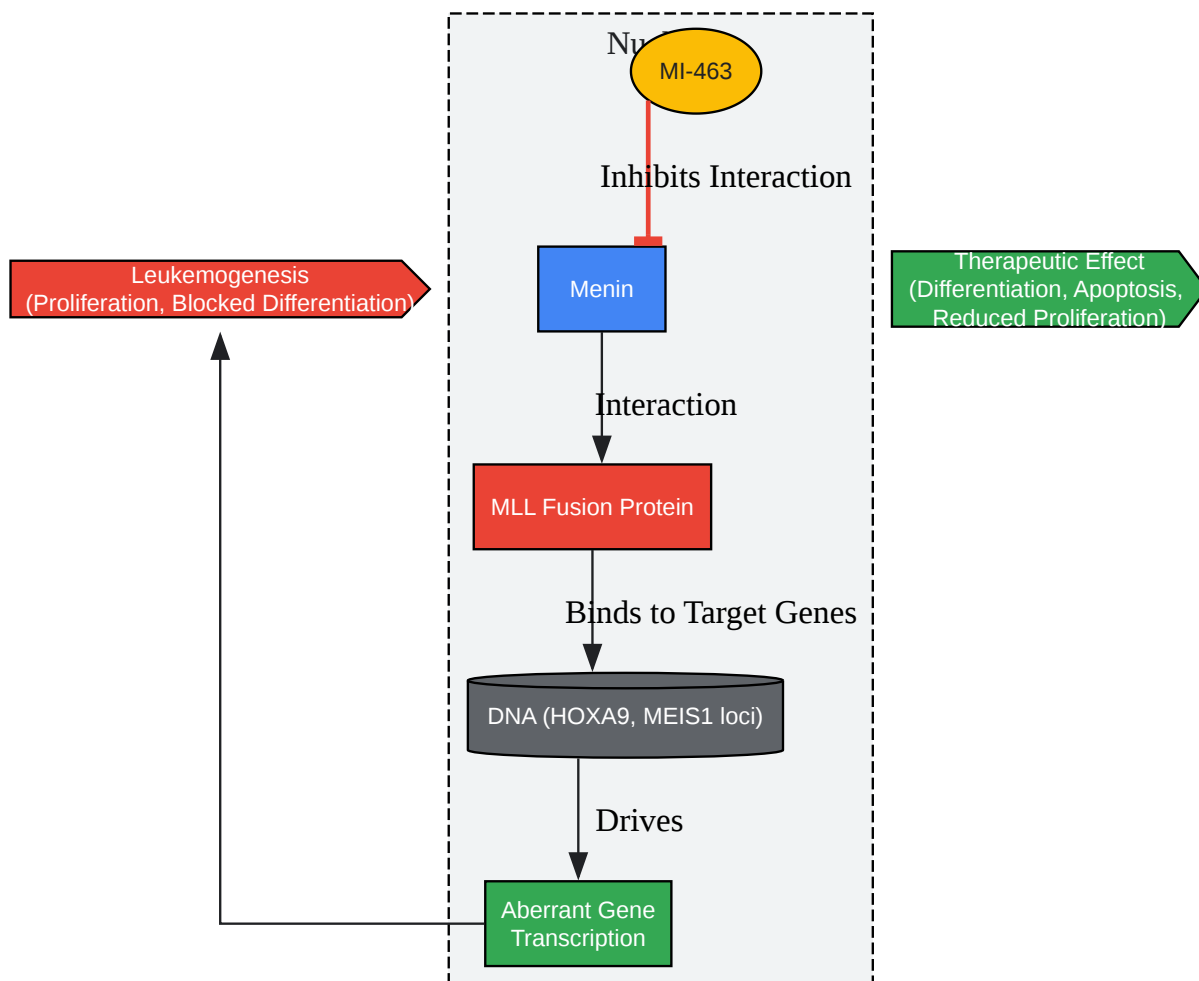 MI-463
Inhibits Interaction
Leukemogenesis
(Proliferation, Blocked Differentiation)
Menin
Therapeutic Effect
(Differentiation, Apoptosis,
Reduced Proliferation)
Interaction
MLL Fusion Protein
Binds to Target Genes
DNA (HOXA9, MEIS1 loci)
Drives
Aberrant Gene
Transcription